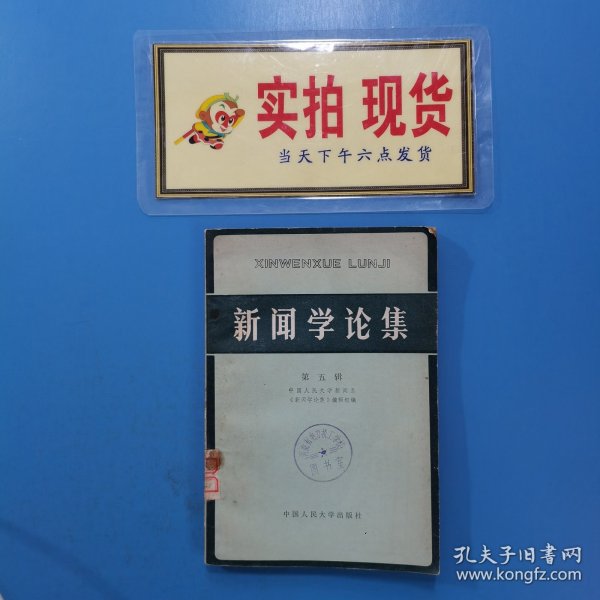 实拍 现货
当天下午六点发货
XINWENXUE LUNJI
新闻学论集
第五辑
中国人民大学新闻系
《新闻学论集》编辑组编
图书室
中国人民大学出版社
孔夫子旧书网
www.kongfz.com